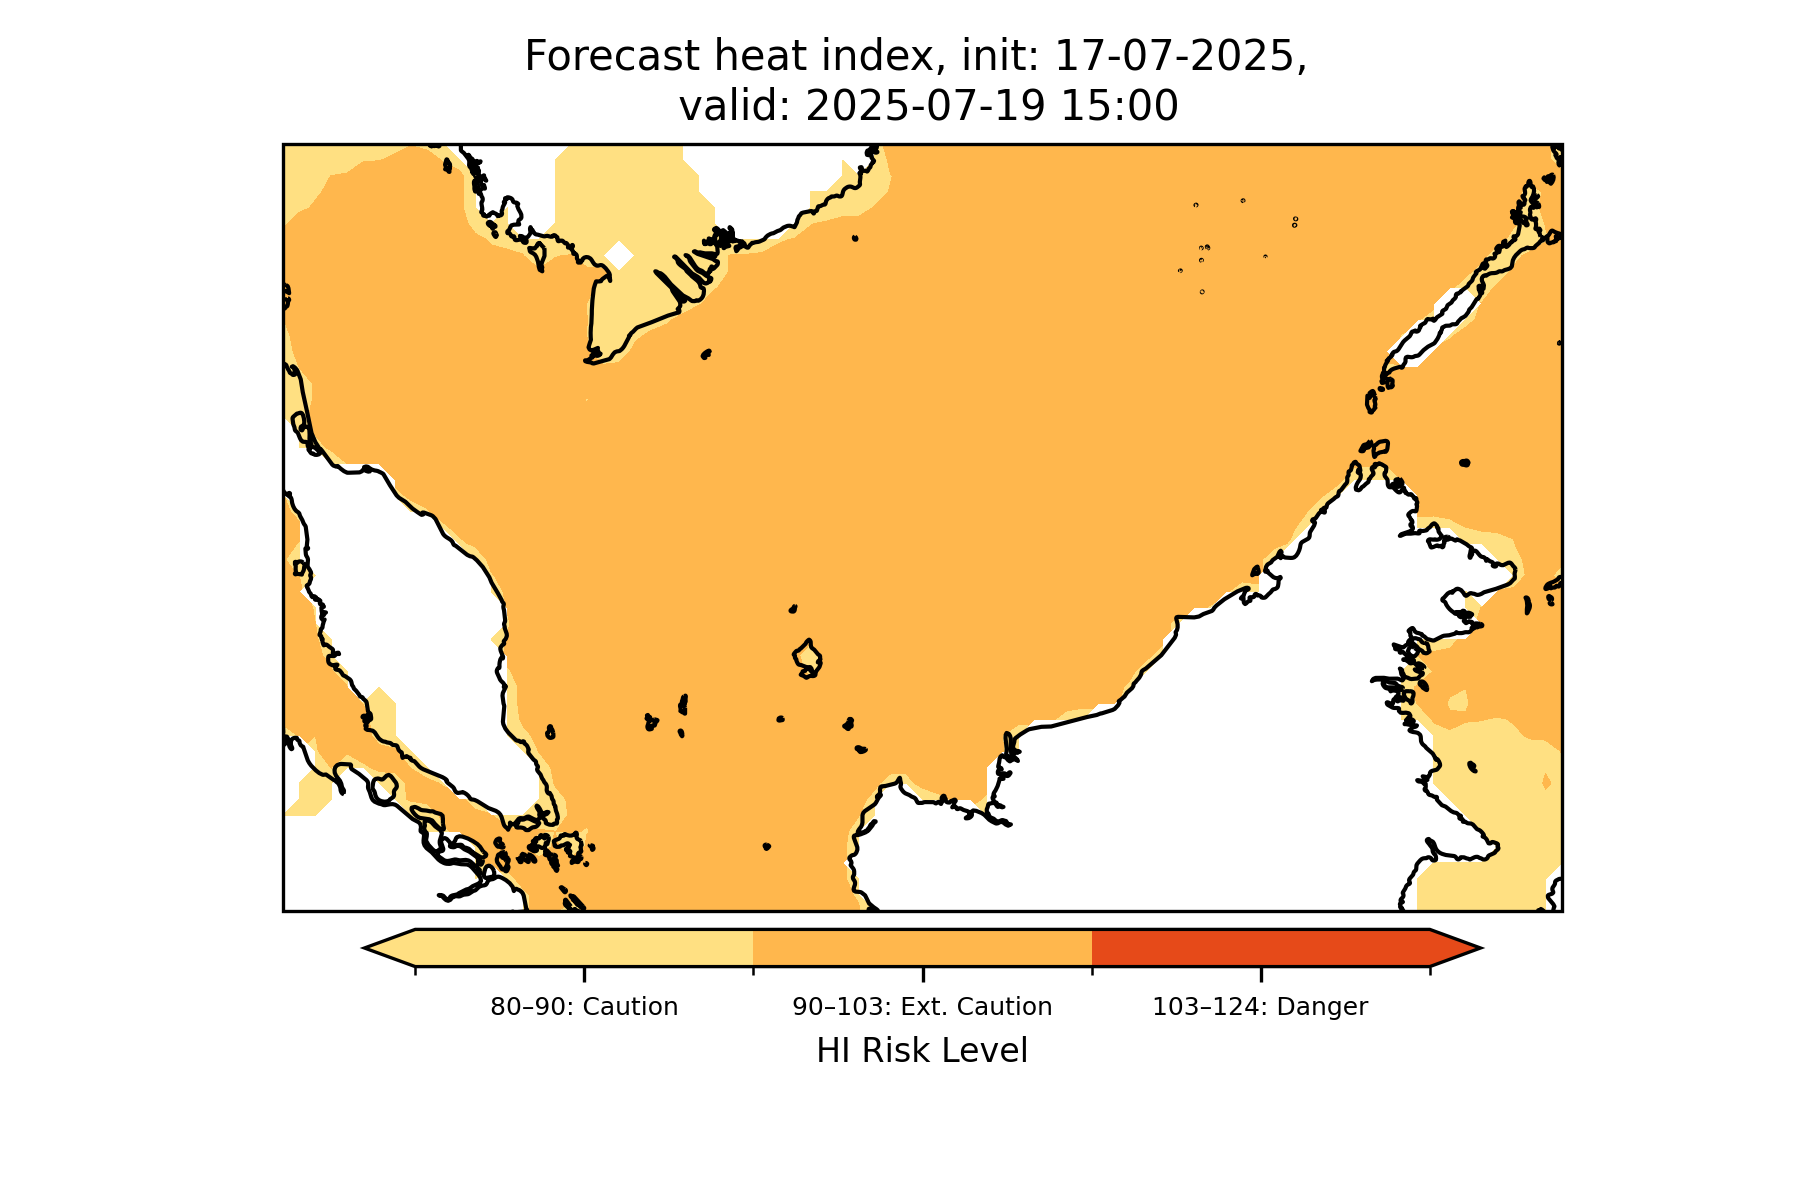 Forecast heat index, init: 17-07-2025,
valid: 2025-07-19 15:00
80–90: Caution
90–103: Ext. Caution
103–124: Danger
HI Risk Level